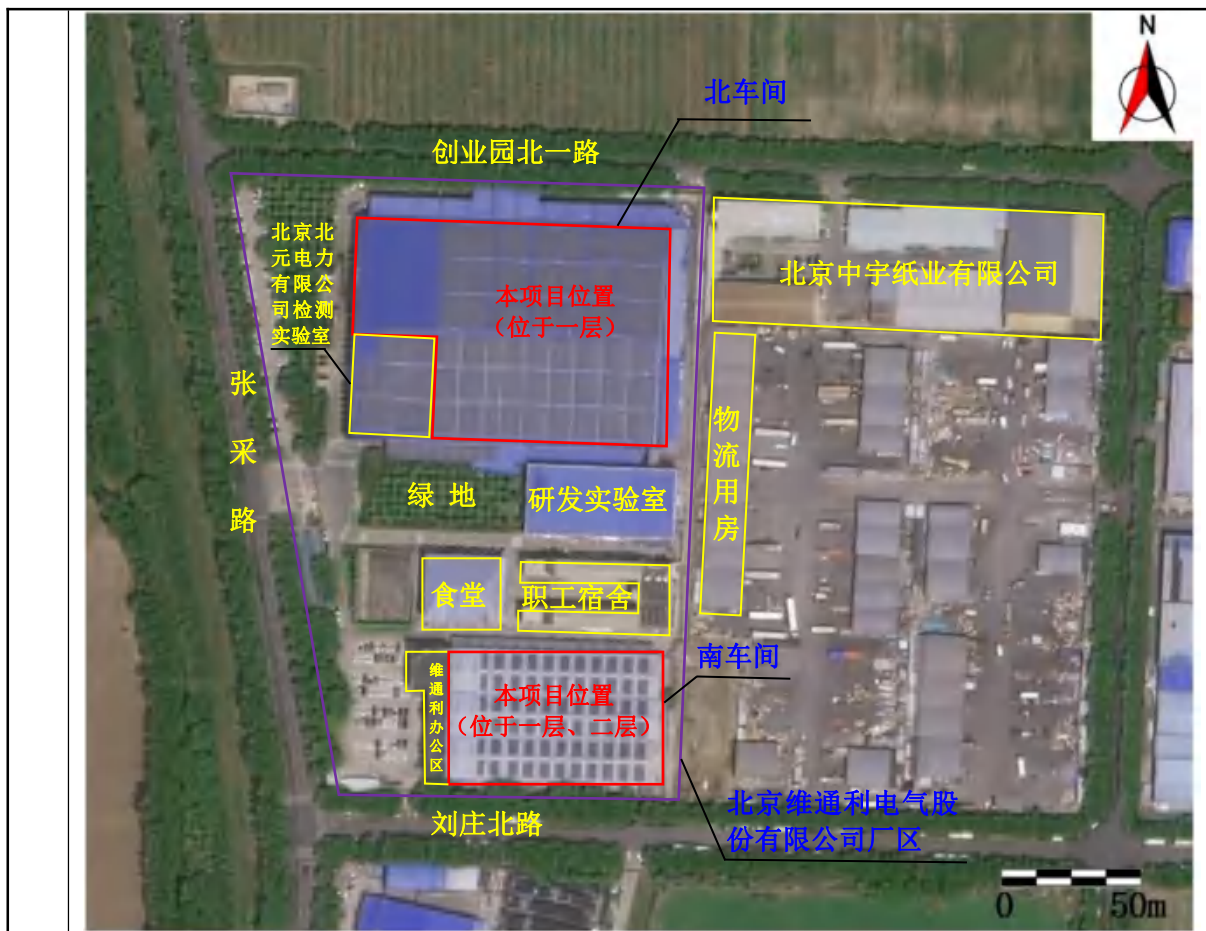 N
北车间
创业园北一路
北京北
元电力
有限公
司检测
实验室
本项目位置
（位于一层）
北京中宇纸业有限公司
张
采
路
物
流
用
房
绿 地
研发实验室
食堂
职工宿舍
南车间
维
通
利
办
公
区
本项目位置
（位于一层、二层）
北京维通利电气股
份有限公司厂区
刘庄北路
0
50m